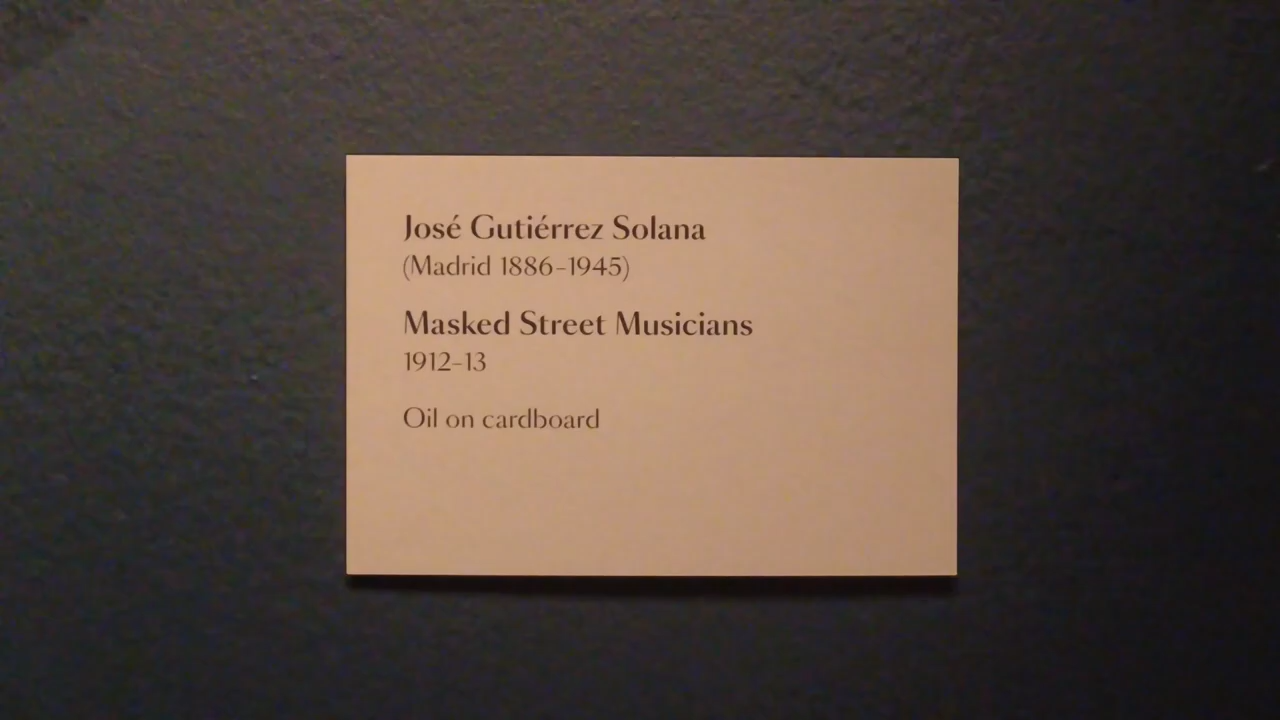 José Gutiérrez Solana
(Madrid 1886–1945)
Masked Street Musicians
1912–13
Oil on cardboard